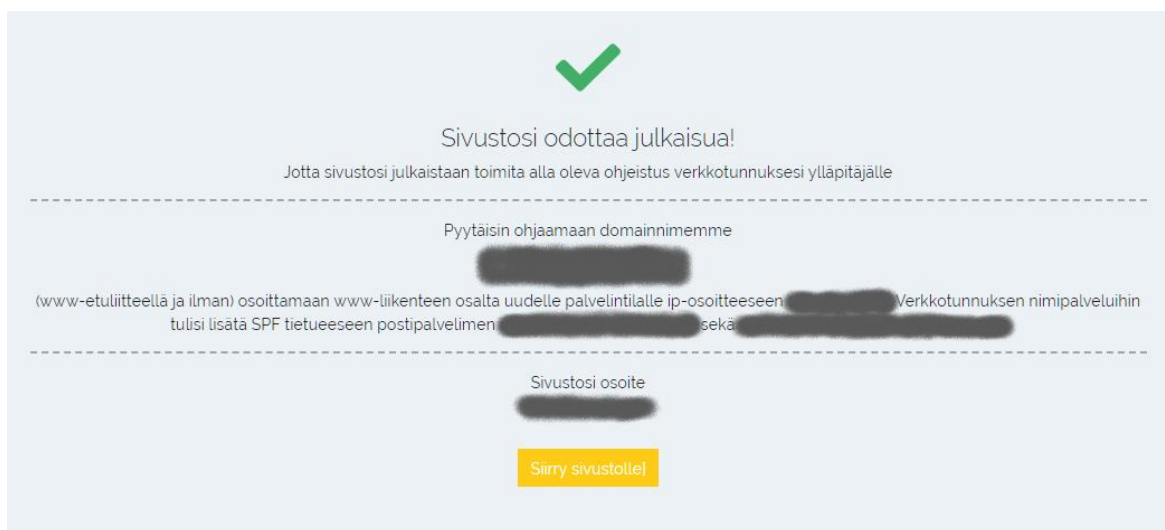 Sivustosi odottaa julkaisua!
Jotta sivustosi julkaistaan toimita alla oleva ohjeistus verkkotunnuksesi ylläpitäjälle
Pyytäisin ohjaamaan domainnimemme
(www-etuliitteellä ja ilman) osoittamaan www-liikenteen osalta uudelle palvelintilalle ip-osoitteeseen Verkkotunnuksen nimipalveluihin
tulisi lisätä SPF tietueeseen postipalvelimen sekä
Sivustosi osoite
Siirry sivustolle]